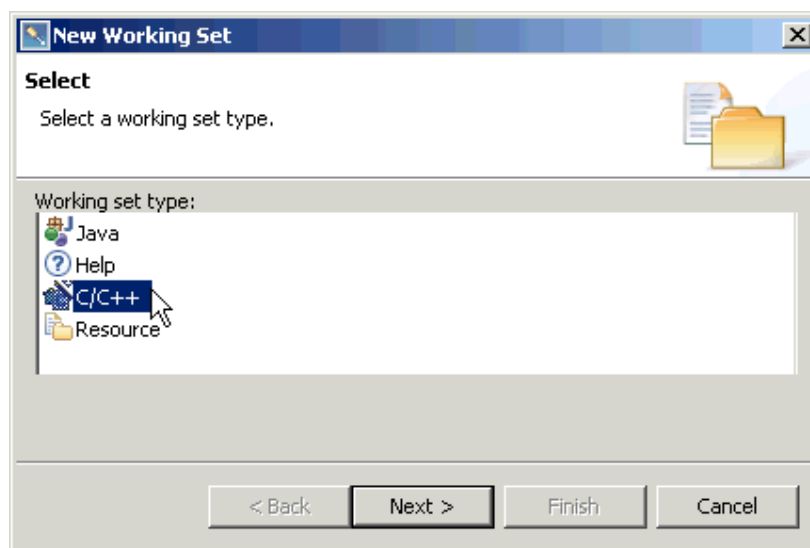 New Working Set
Select
Select a working set type.
Working set type:
Java
Help
C/C++
Resource
< Back Next > Finish Cancel